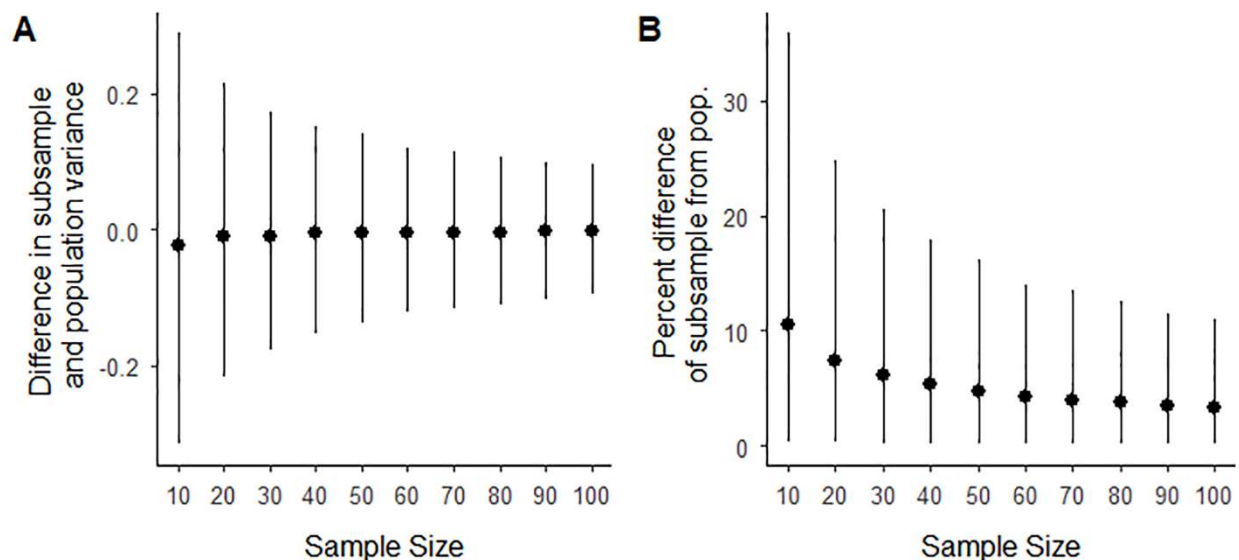 A
Difference in subsample
and population variance
0.2
0.0
-0.2
10 20 30 40 50 60 70 80 90 100
Sample Size
B
Percent difference
of subsample from pop.
30
20
10
0
10 20 30 40 50 60 70 80 90 100
Sample Size